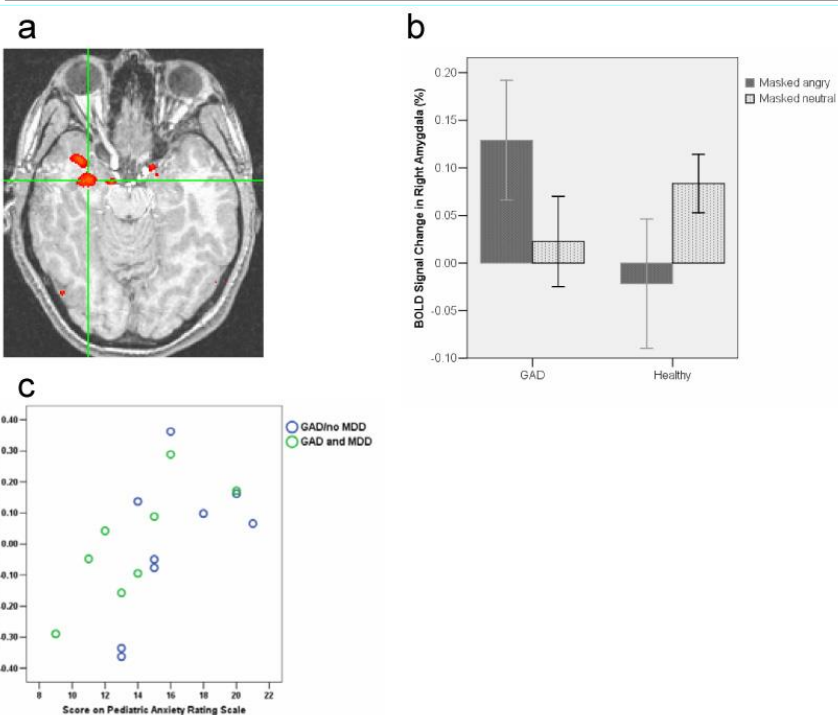 a
b
BOLD Signal Change in Right Amygdala (%)
0.20
0.15
0.10
0.05
0.00
-0.05
-0.10
GAD
Healthy
Masked angry
Masked neutral
c
0.40
0.30
0.20
0.10
0.00
0.10
0.20
0.30
0.40
8 10 12 14 16 18 20 22
Score on Pediatric Anxiety Rating Scale
GAD/no MDD
GAD and MDD